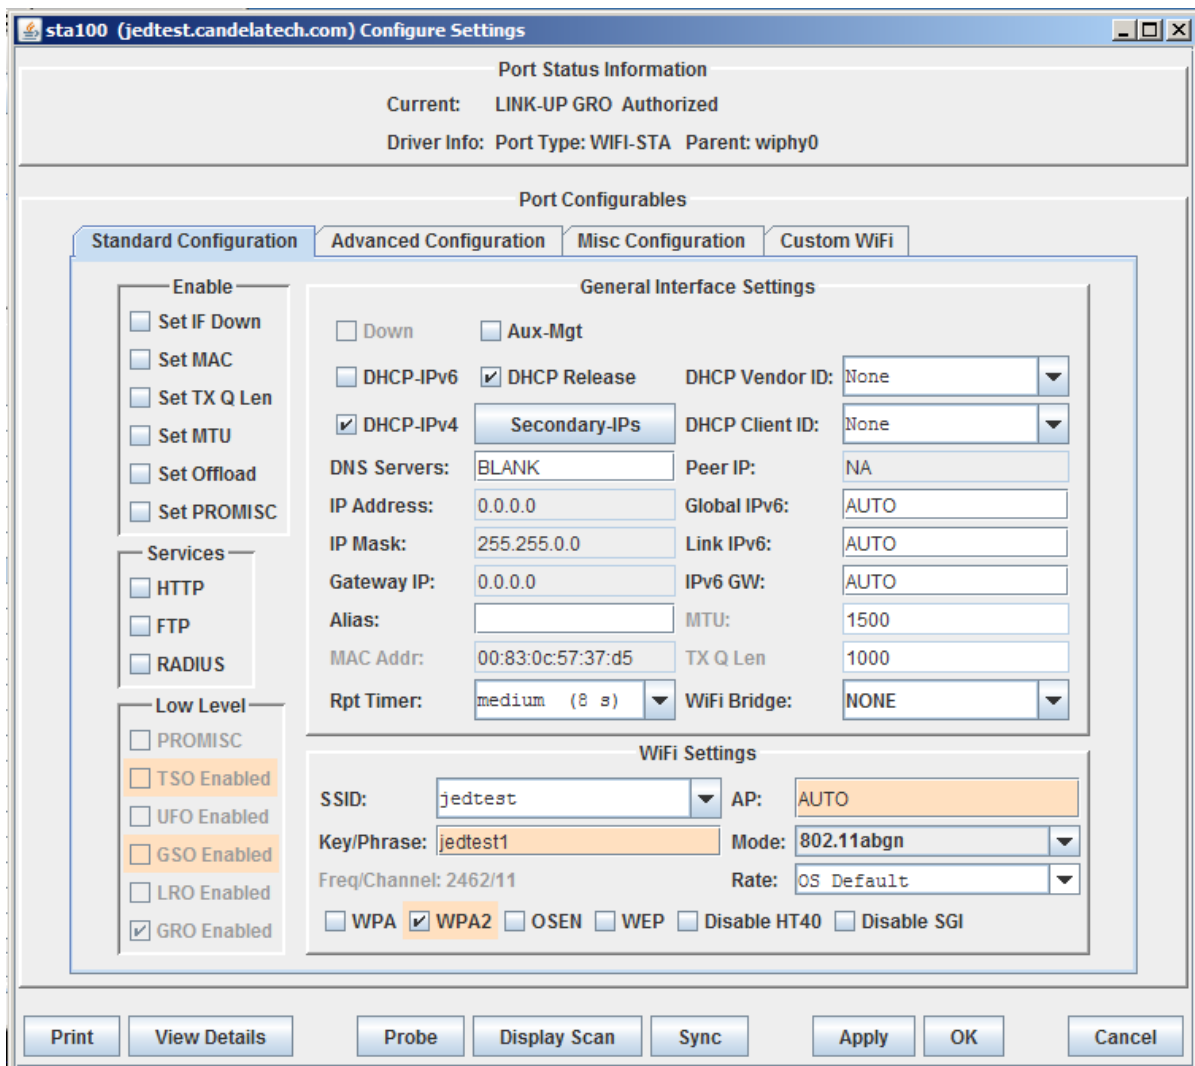 sta100 (jedtest.candelatech.com) Configure Settings
Port Status Information
Current: LINK-UP GRO Authorized
Driver Info: Port Type: WIFI-STA Parent: wiphy0
Port Configurables
Standard Configuration Advanced Configuration Misc Configuration Custom WiFi
Enable
Set IF Down
Set MAC
Set TX Q Len
Set MTU
Set Offload
Set PROMISC
Services
HTTP
FTP
RADIUS
Low Level
PROMISC
TSO Enabled
UFO Enabled
GSO Enabled
LRO Enabled
GRO Enabled
General Interface Settings
Down Aux-Mgt
DHCP-IPv6 DHCP Release DHCP Vendor ID: None
DHCP-IPv4 Secondary-IPs DHCP Client ID: None
DNS Servers: BLANK Peer IP: NA
IP Address: 0.0.0.0 Global IPv6: AUTO
IP Mask: 255.255.0.0 Link IPv6: AUTO
Gateway IP: 0.0.0.0 IPv6 GW: AUTO
Alias: MTU: 1500
MAC Addr: 00:83:0c:57:37:d5 TX Q Len 1000
Rpt Timer: medium (8 s) WiFi Bridge: NONE
WiFi Settings
SSID: jedtest AP: AUTO
Key/Phrase: jedtest1 Mode: 802.11abgn
Freq/Channel: 2462/11 Rate: OS Default
WPA WPA2 OSEN WEP Disable HT40 Disable SGI
Print View Details Probe Display Scan Sync Apply OK Cancel